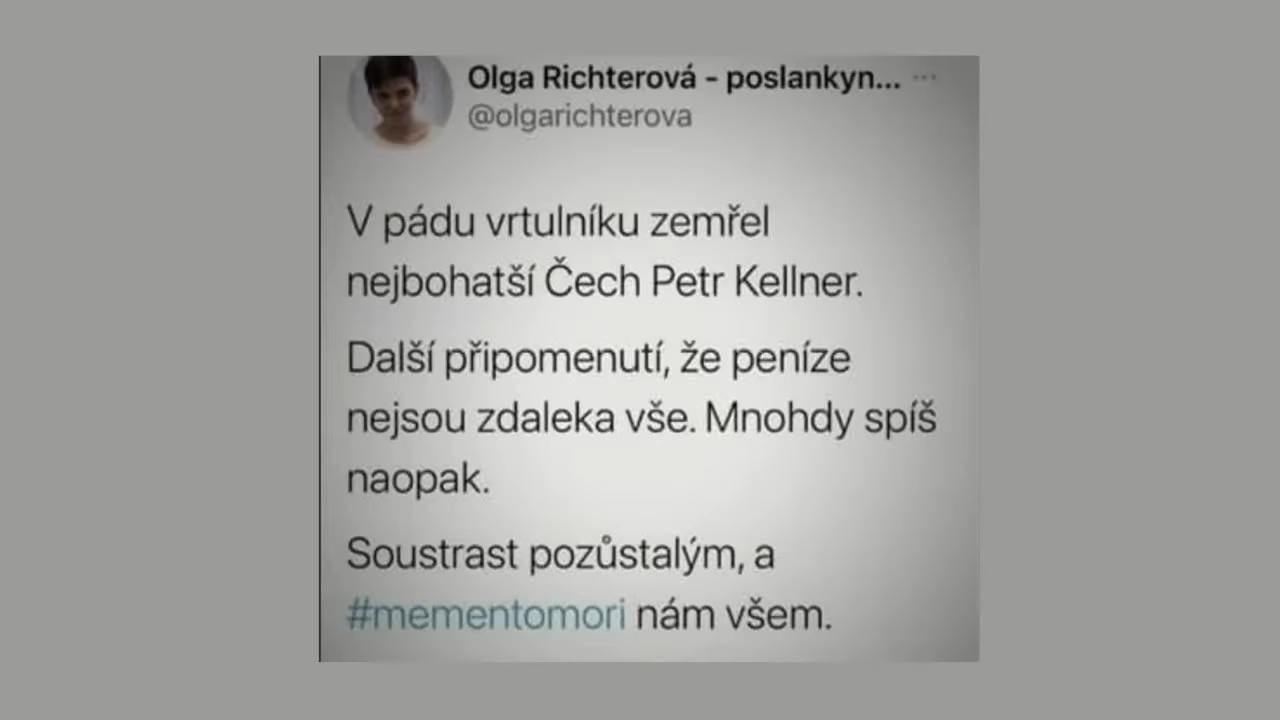 Olga Richterová - poslankyn...
@olgarichterova
V pádu vrtulníku zemřel
nejbohatší Čech Petr Kellner.
Další připomenutí, že peníze
nejsou zdaleka vše. Mnohdy spíš
naopak.
Soustrast pozůstalým, a
#mementomori nám všem.